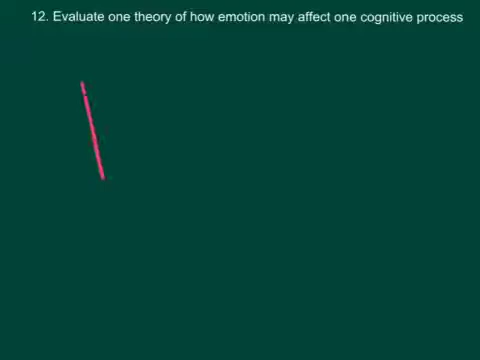 12. Evaluate one theory of how emotion may affect one cognitive process